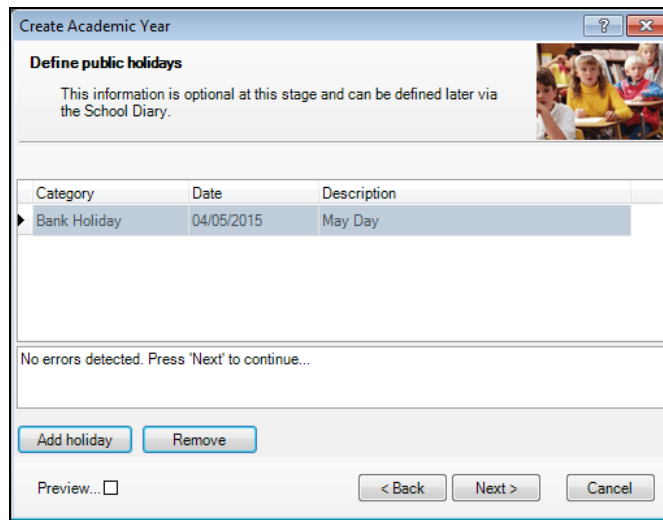 Create Academic Year
Define public holidays
This information is optional at this stage and can be defined later via
the School Diary.
Category Date Description
Bank Holiday 04/05/2015 May Day
No errors detected. Press 'Next' to continue...
Add holiday Remove
Preview... < Back Next > Cancel